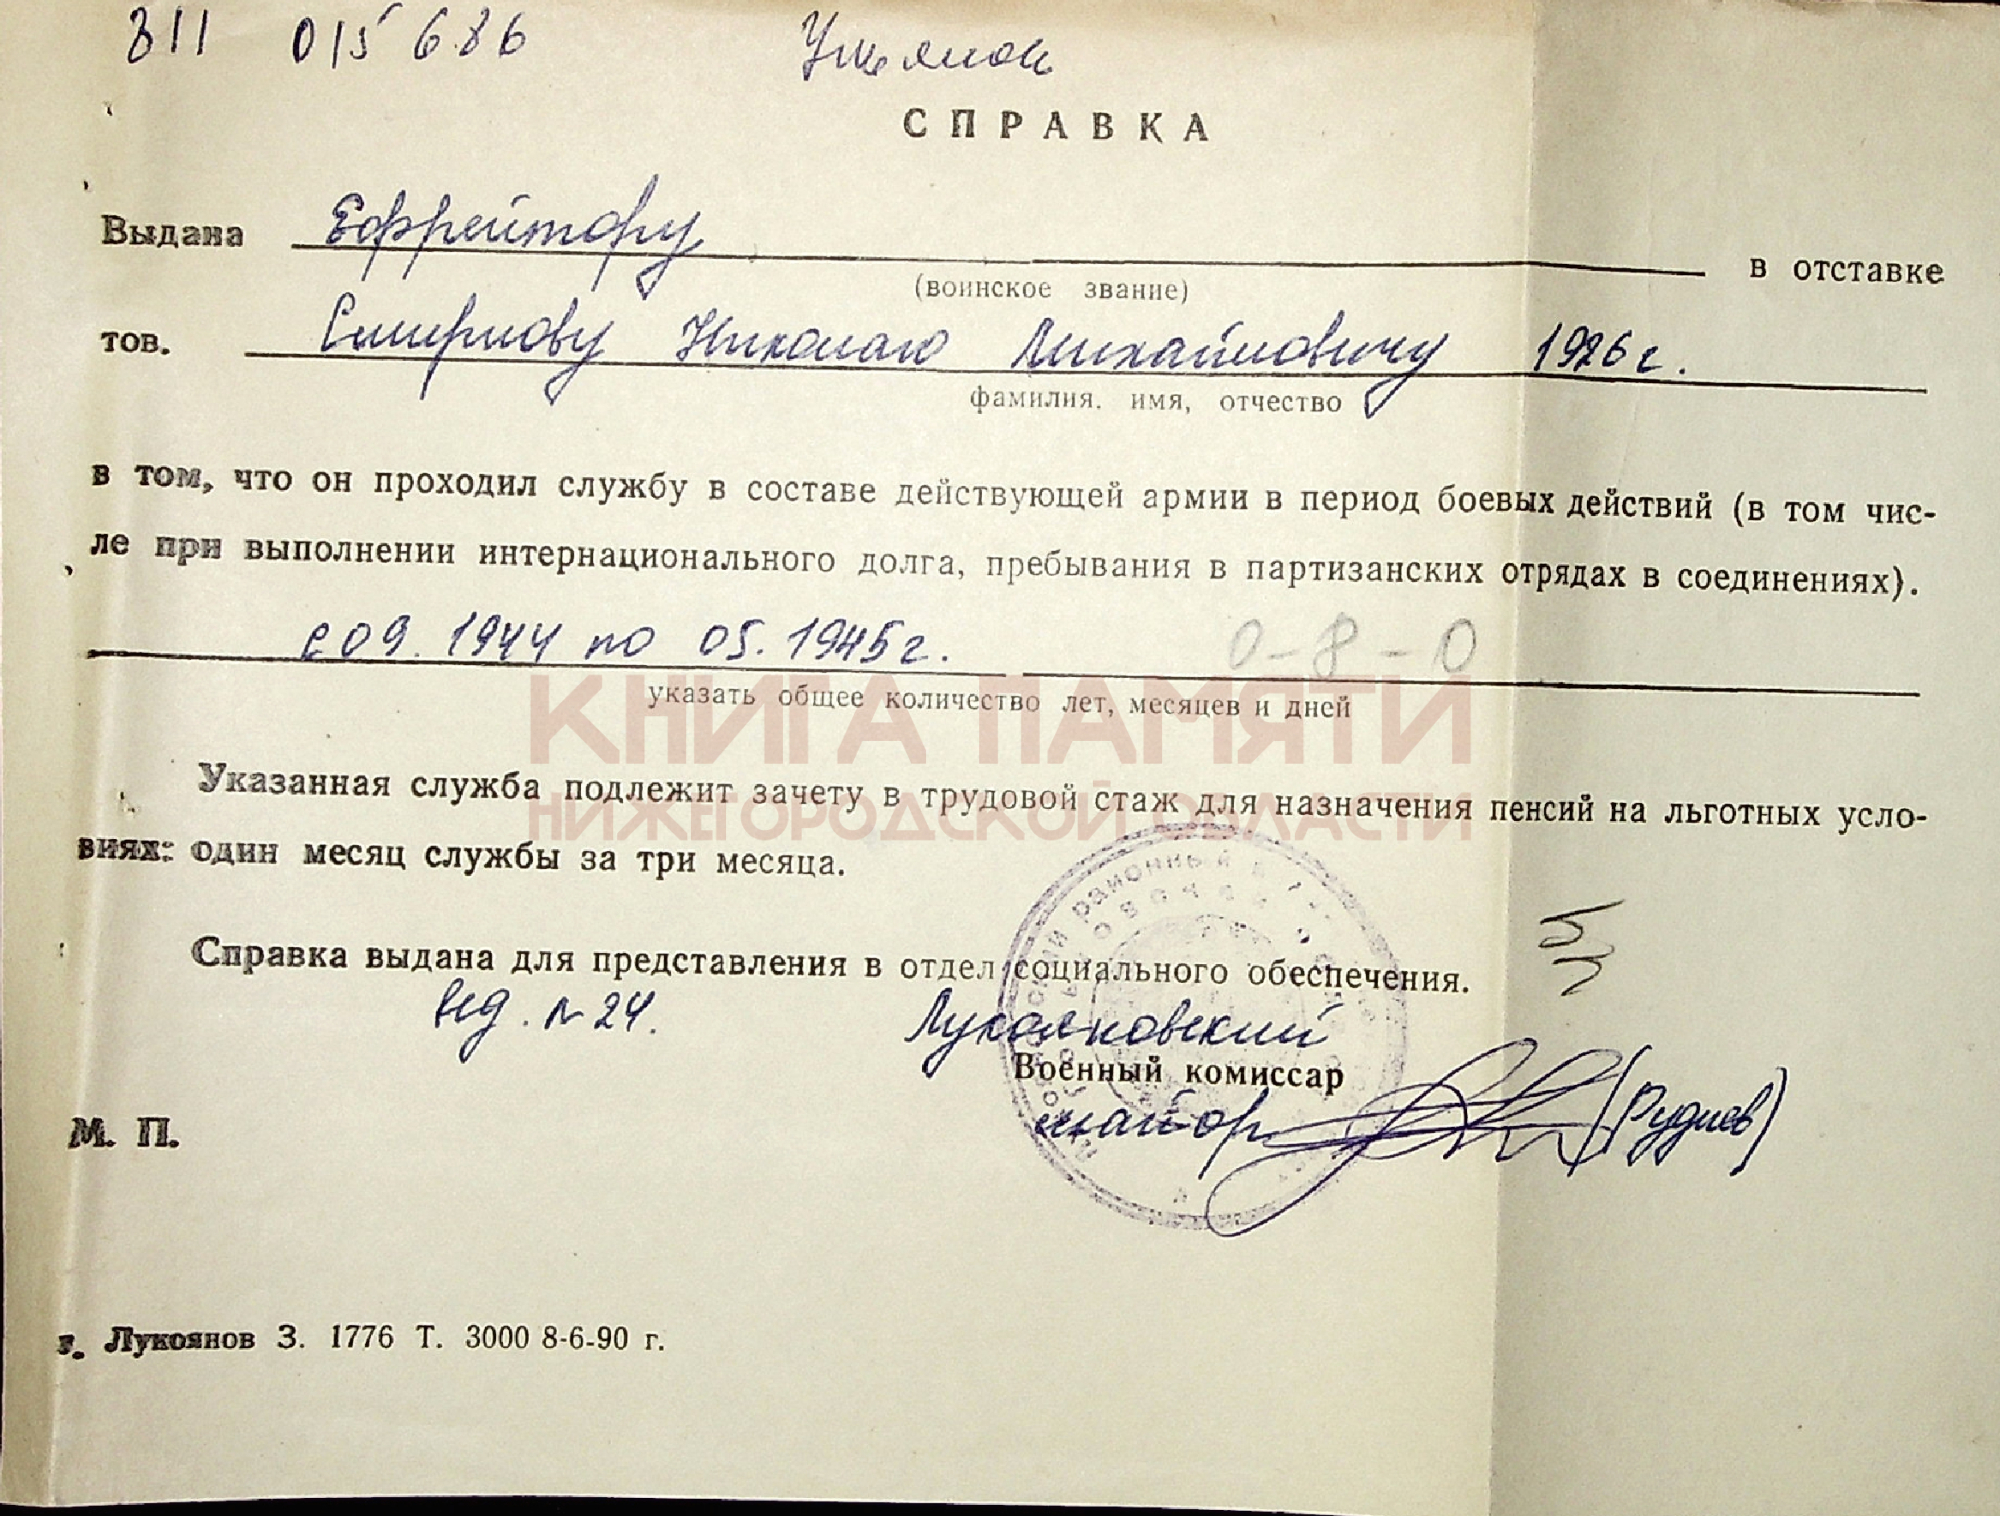 811 015686
СПРАВКА
Выдана Ефрейтору в отставке
(воинское звание)
тов. Смирнову Николаю Михайловичу 1926 г.
фамилия. имя, отчество
в том, что он проходил службу в составе действующей армии в период боевых действий (в том чис-
ле при выполнении интернационального долга, пребывания в партизанских отрядах в соединениях).
с 09. 1944 по 05. 1945 г. 0-8-0
указать общее количество лет, месяцев и дней
КНИГА ПАМЯТИ
НИЖЕГОРОДСКОЙ ОБЛАСТИ
Указанная служба подлежит зачету в трудовой стаж для назначения пенсий на льготных усло-
виях: один месяц службы за три месяца.
Справка выдана для представления в отдел социального обеспечения.
№ 24.
Лукояновский
Военный комиссар
майор (Руднев)
М. П.
г. Лукоянов З. 1776 Т. 3000 8-6-90 г.